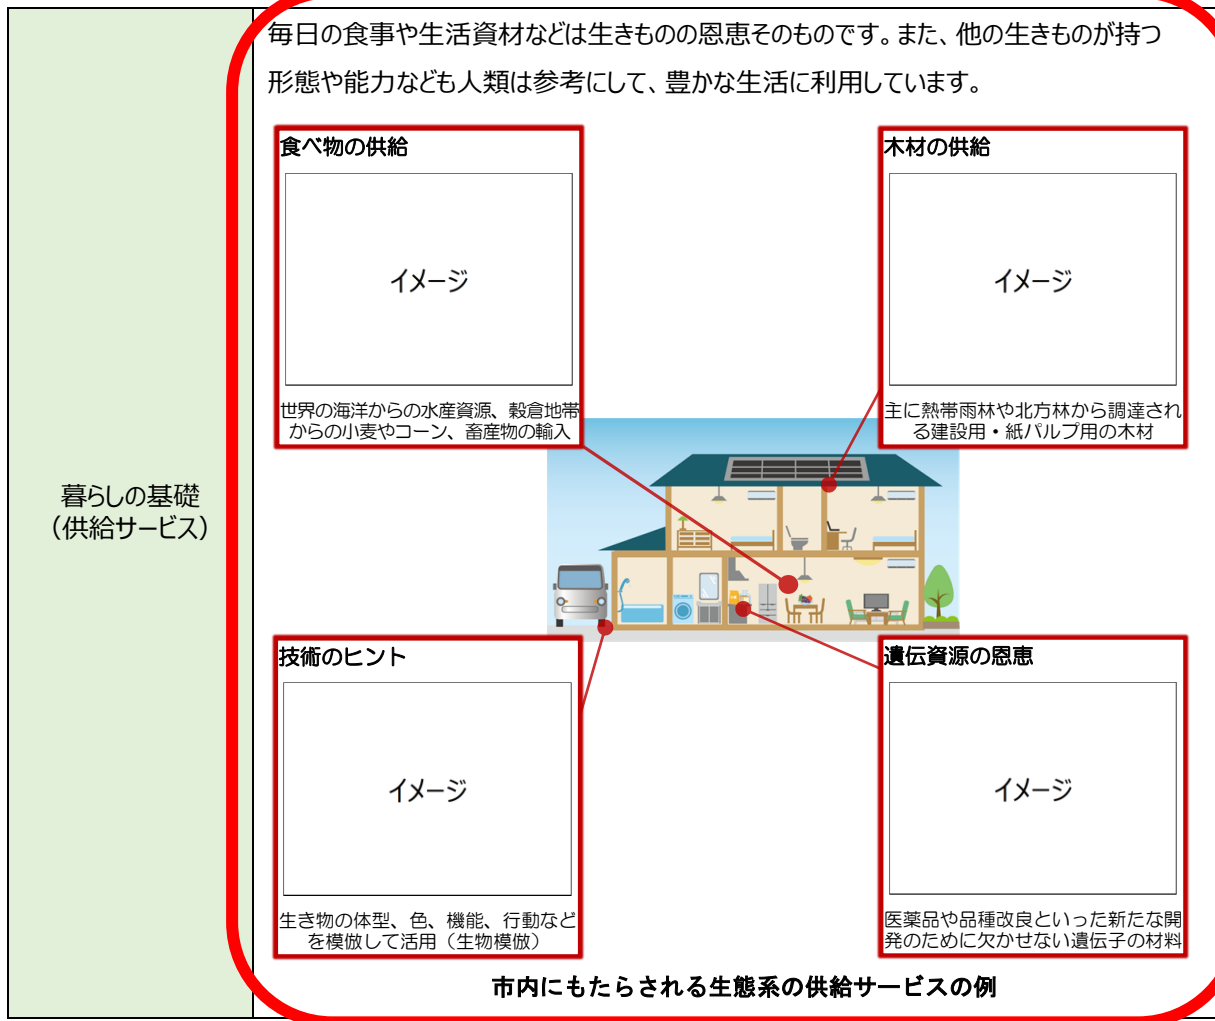 毎日の食事や生活資材などは生きものの恩恵そのものです。また、他の生きものが持つ
形態や能力なども人類は参考にして、豊かな生活に利用しています。
食べ物の供給
イメージ
世界の海洋からの水産資源、穀倉地帯
からの小麦やコーン、畜産物の輸入
木材の供給
イメージ
主に熱帯雨林や北方林から調達され
る建設用・紙パルプ用の木材
暮らしの基礎
（供給サービス）
技術のヒント
イメージ
生き物の体型、色、機能、行動など
を模倣して活用（生物模倣）
遺伝資源の恩恵
イメージ
医薬品や品種改良といった新たな開
発のために欠かせない遺伝子の材料
市内にもたらされる生態系の供給サービスの例